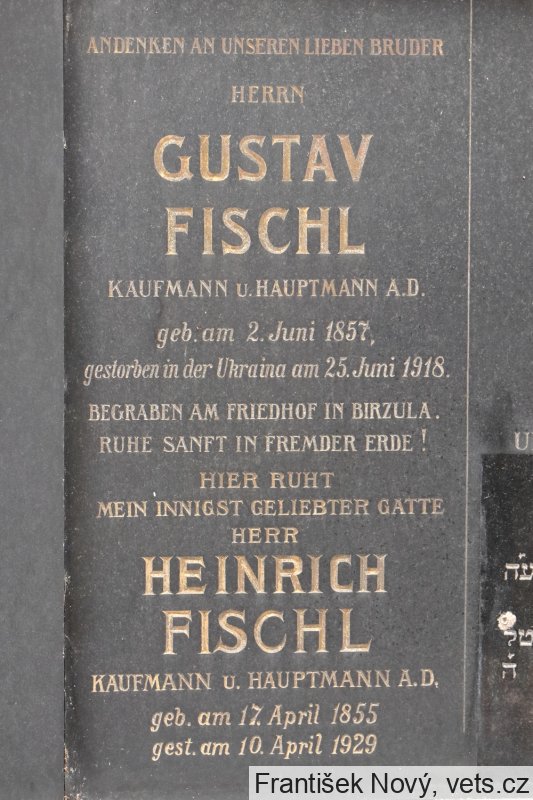 ANDENKEN AN UNSEREN LIEBEN BRUDER
HERRN
GUSTAV
FISCHL
KAUFMANN U. HAUPTMANN A.D.
geb. am 2. Juni 1857,
gestorben in der Ukraina am 25. Juni 1918.
BEGRABEN AM FRIEDHOF IN BIRZULA.
RUHE SANFT IN FREMDER ERDE!
HIER RUHT
MEIN INNIGST GELIEBTER GATTE
HERR
HEINRICH
FISCHL
KAUFMANN U. HAUPTMANN A.D.
geb. am 17. April 1855
gest. am 10. April 1929
František Nový, vets.cz